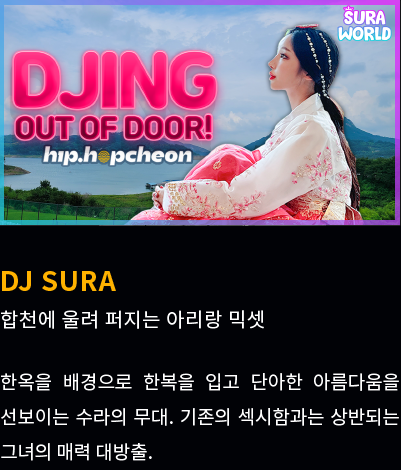 SURA
WORLD
DJING
OUT OF DOOR!
hip.hopcheon
DJ SURA
합천에 울려 퍼지는 아리랑 믹셋
한옥을 배경으로 한복을 입고 단아한 아름다움을
선보이는 수라의 무대. 기존의 섹시함과는 상반되는
그녀의 매력 대방출.